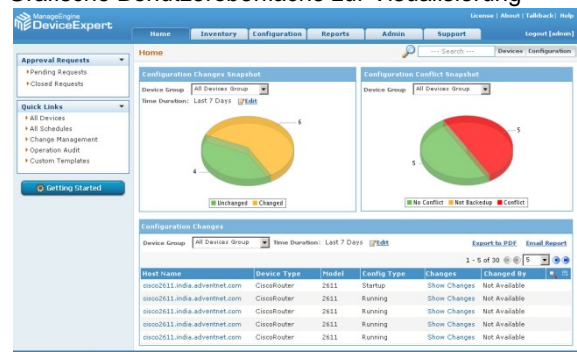 Grafische Benutzeroberfläche zur Visualisierung
ManageEngine
DeviceExpert
License | About | Talkback | Help
Home Inventory Configuration Reports Admin Support Logout [admin]
Home --- Search --- Devices Configuration
Approval Requests
Pending Requests
Closed Requests
Quick Links
All Devices
All Schedules
Change Management
Operation Audit
Custom Templates
Getting Started
Configuration Changes Snapshot
Device Group All Devices Group
Time Duration: Last 7 Days Edit
6
4
Unchanged Changed
Configuration Conflict Snapshot
Device Group All Devices Group
5
5
No Conflict Not Backedup Conflict
Configuration Changes
Device Group All Devices Group Time Duration: Last 7 Days Edit Export to PDF Email Report
1 - 5 of 30 5
Host Name Device Type Model Config Type Changes Changed By
cisco2611.india.adventnet.com CiscoRouter 2611 Startup Show Changes Not Available
cisco2611.india.adventnet.com CiscoRouter 2611 Running Show Changes Not Available
cisco2611.india.adventnet.com CiscoRouter 2611 Running Show Changes Not Available
cisco2611.india.adventnet.com CiscoRouter 2611 Running Show Changes Not Available
cisco2611.india.adventnet.com CiscoRouter 2611 Running Show Changes Not Available